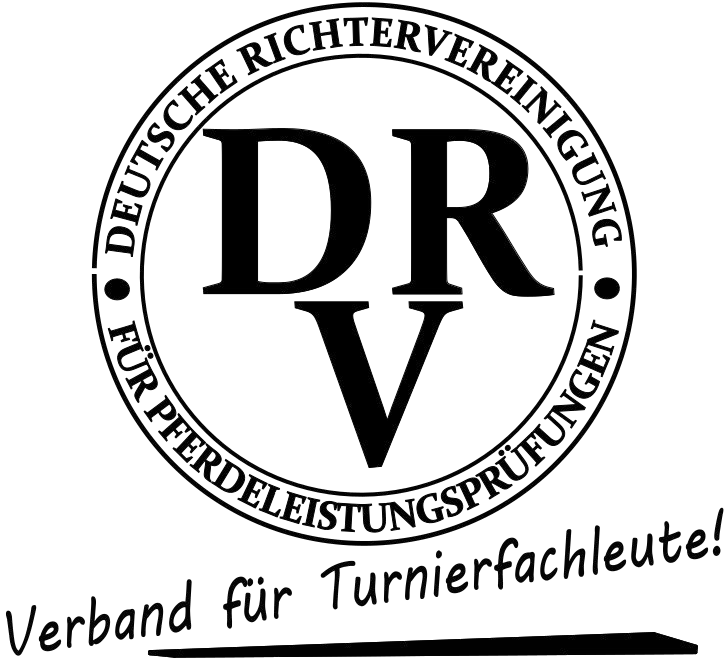 DEUTSCHE RICHTERVEREINIGUNG
DR
V
FÜR PFERDELEISTUNGSPRÜFUNGEN
Verband für Turnierfachleute!